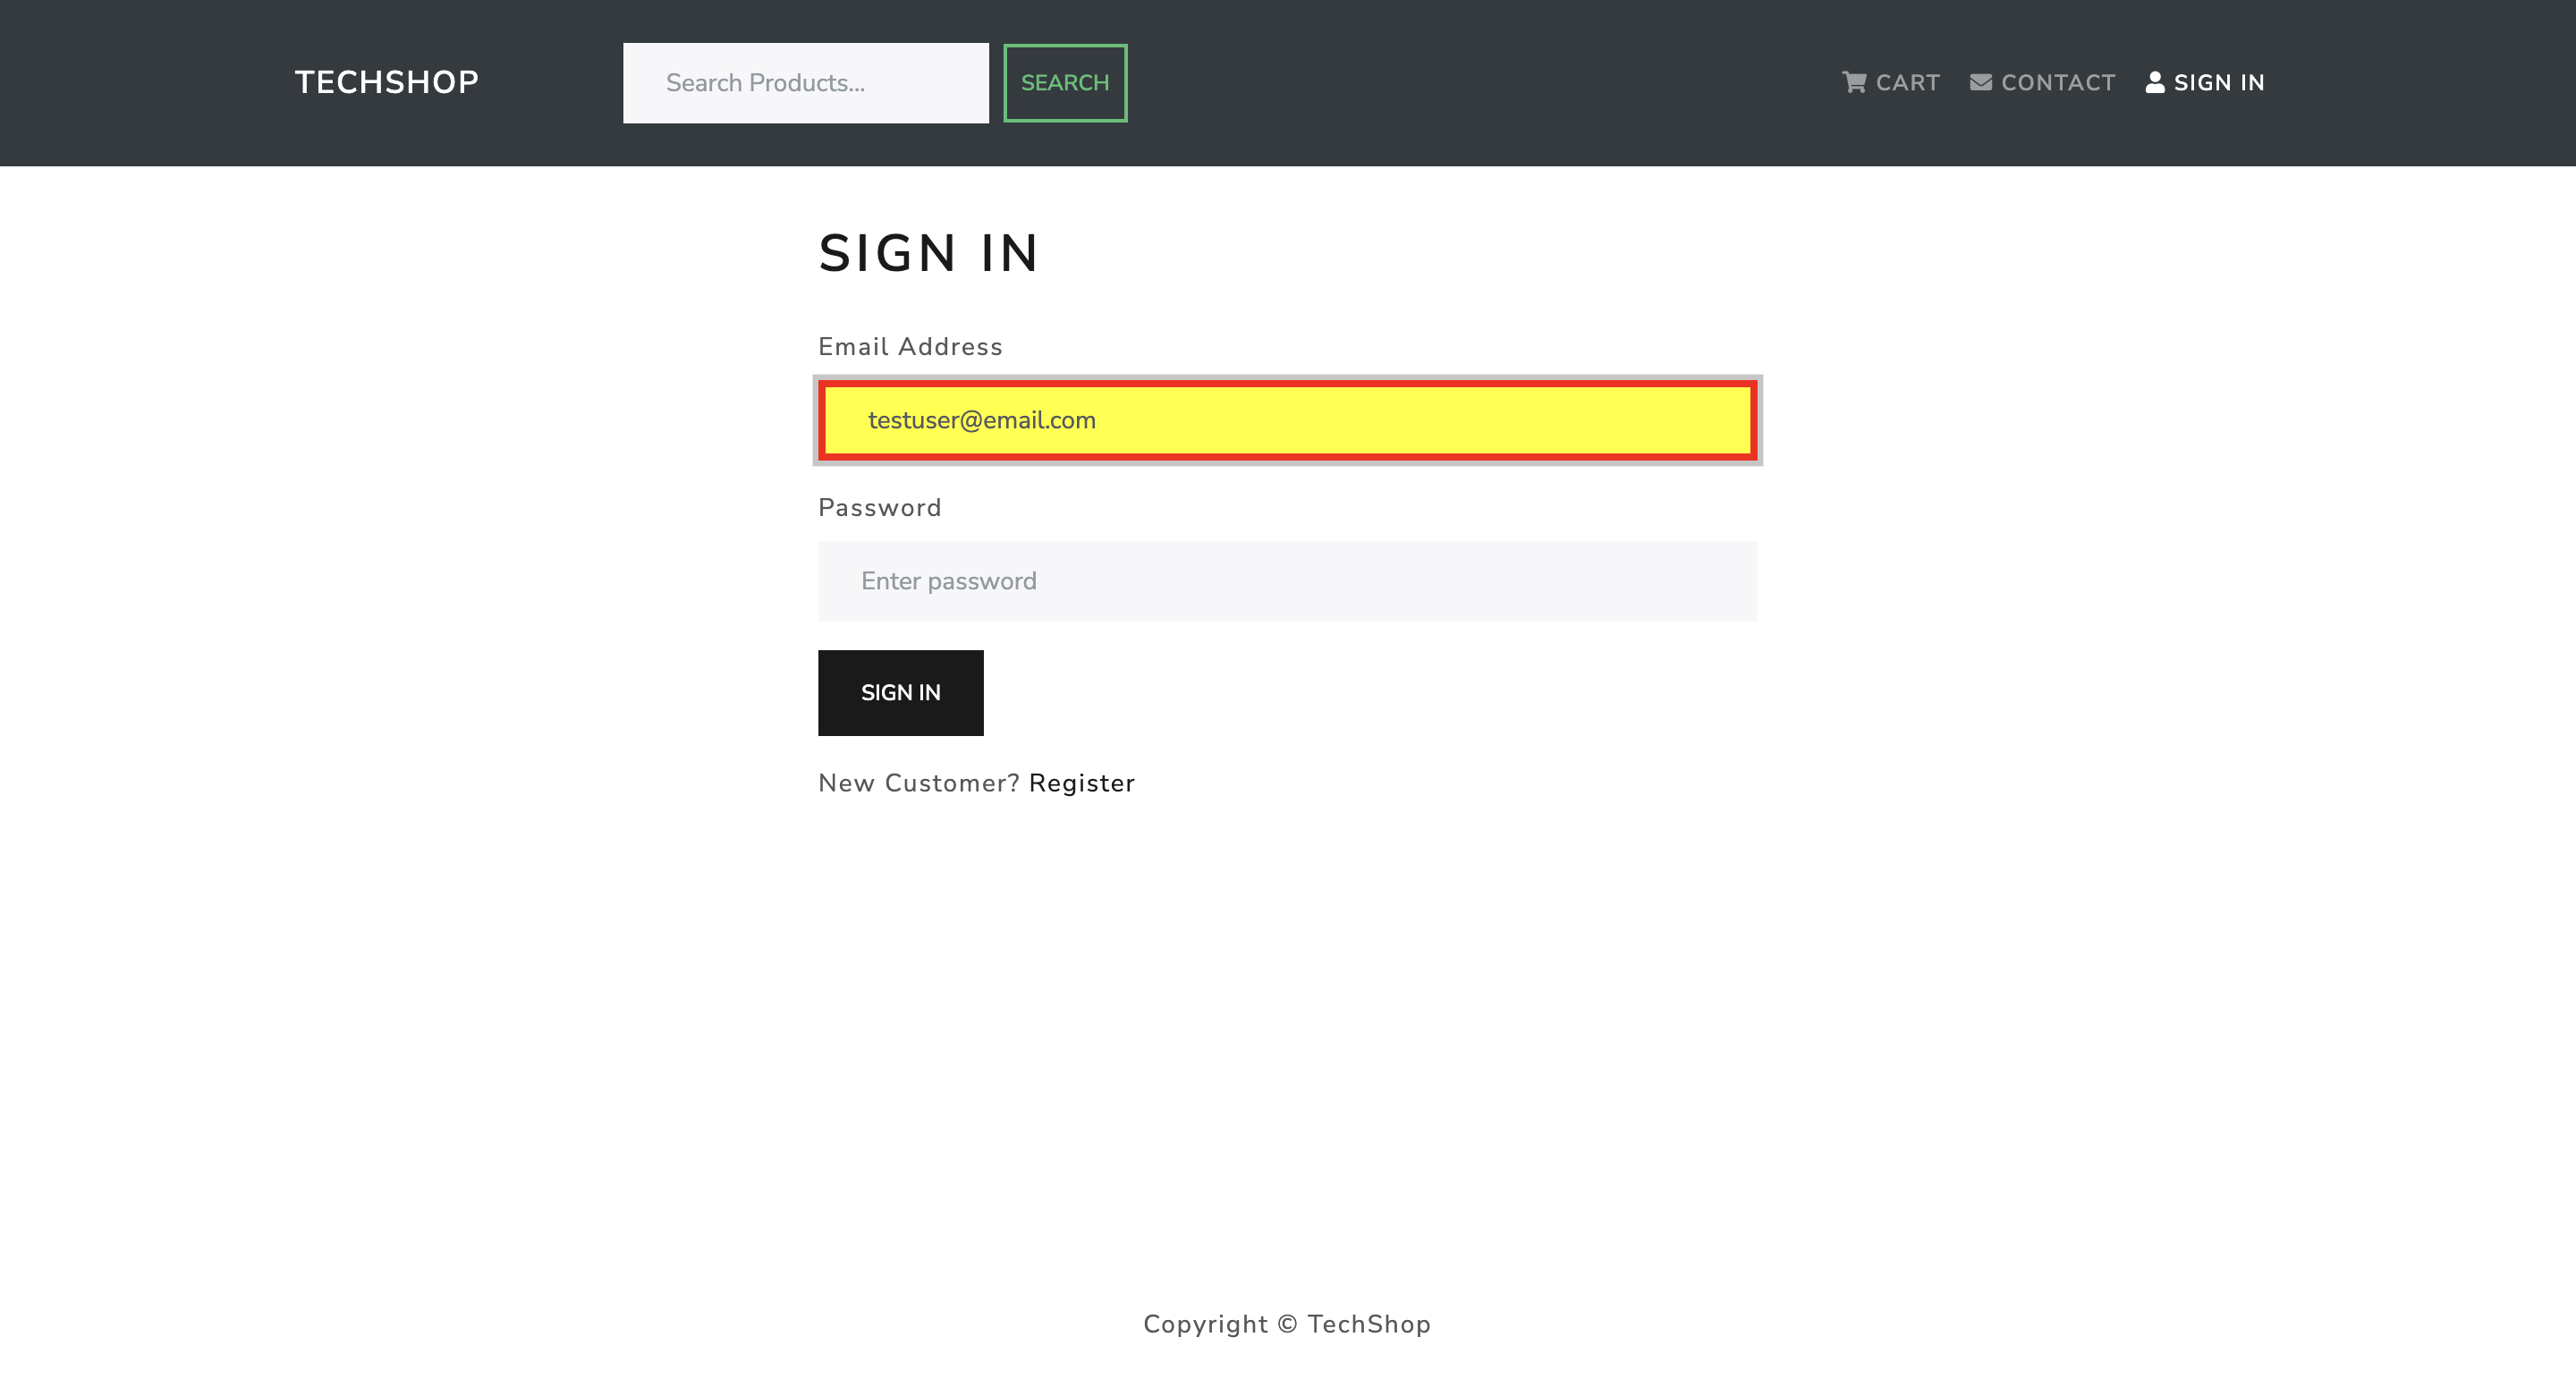 TECHSHOP
Search Products...
SEARCH
CART
CONTACT
SIGN IN
SIGN IN
Email Address
testuser@email.com
Password
Enter password
SIGN IN
New Customer? Register
Copyright © TechShop